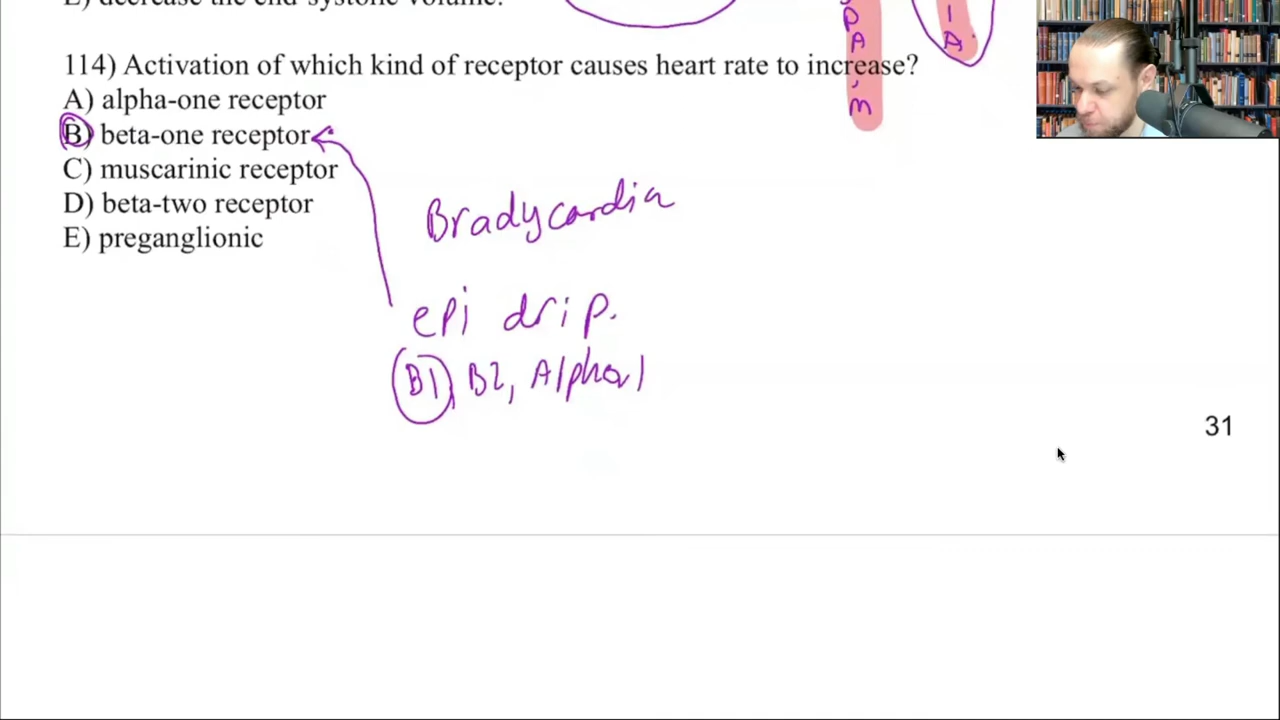 114) Activation of which kind of receptor causes heart rate to increase?
A) alpha-one receptor
B) beta-one receptor
C) muscarinic receptor
D) beta-two receptor
E) preganglionic
Bradycardia
epi drip.
B1, B2, Alpha1
31